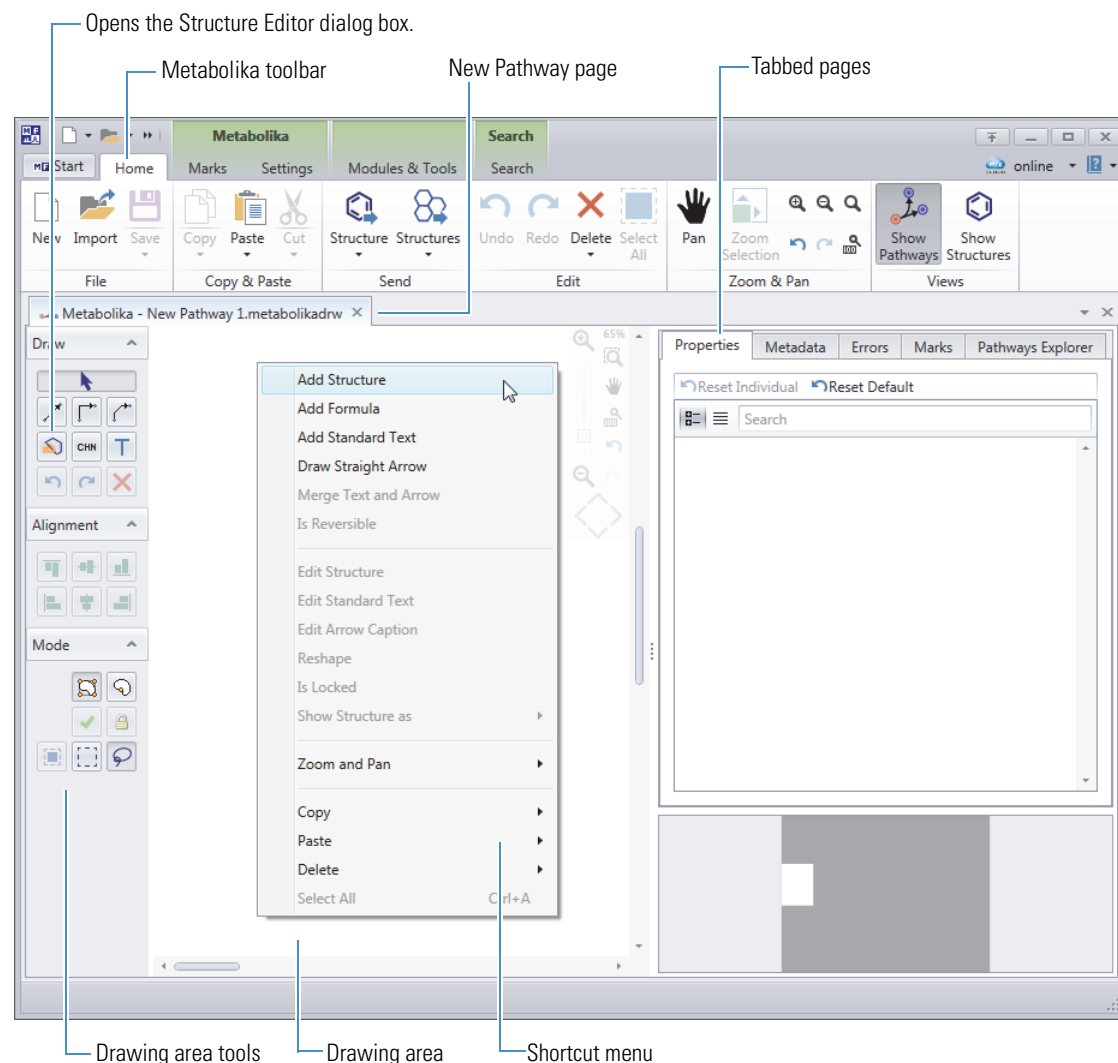 Opens the Structure Editor dialog box.
Metabolika toolbar
New Pathway page
Tabbed pages
Metabolika
Search
Start
Home
Marks
Settings
Modules & Tools
Search
online
New
Import
Save
Copy
Paste
Cut
Structure
Structures
Undo
Redo
Delete
Select All
Pan
Zoom Selection
100
Show Pathways
Show Structures
File
Copy & Paste
Send
Edit
Zoom & Pan
Views
Metabolika - New Pathway 1.metabolikadrw
Draw
CHN
T
Alignment
Mode
65%
100
Add Structure
Add Formula
Add Standard Text
Draw Straight Arrow
Merge Text and Arrow
Is Reversible
Edit Structure
Edit Standard Text
Edit Arrow Caption
Reshape
Is Locked
Show Structure as
Zoom and Pan
Copy
Paste
Delete
Select All Ctrl+A
Properties
Metadata
Errors
Marks
Pathways Explorer
Reset Individual
Reset Default
Search
Drawing area tools
Drawing area
Shortcut menu